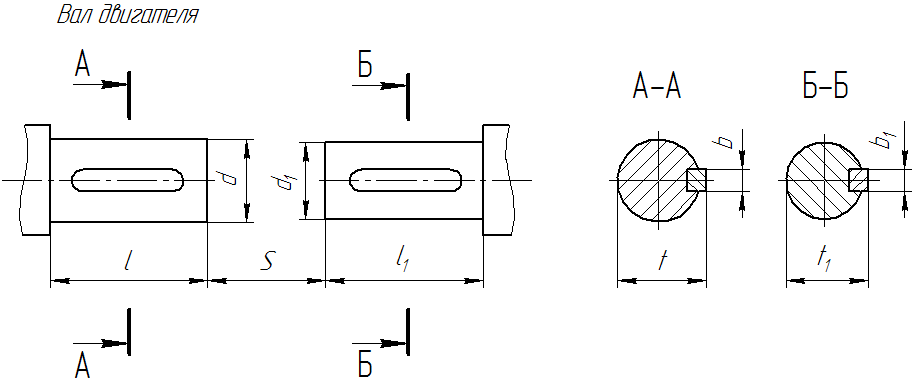 Вал двигателя
А Б А–А Б–Б
d d₁ b b₁
l S l₁ t t₁
А Б